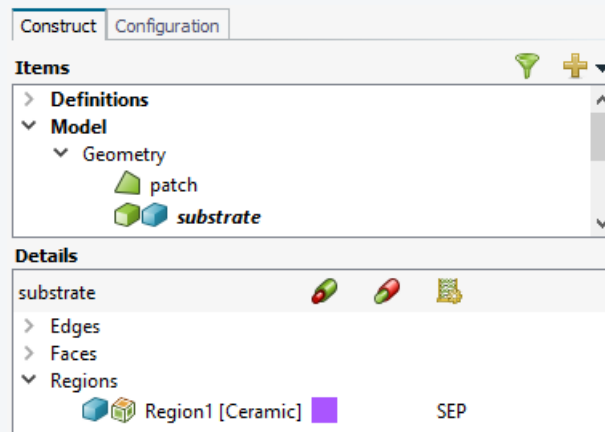 Construct Configuration
Items
Definitions
Model
Geometry
patch
substrate
Details
substrate
Edges
Faces
Regions
Region1 [Ceramic] SEP